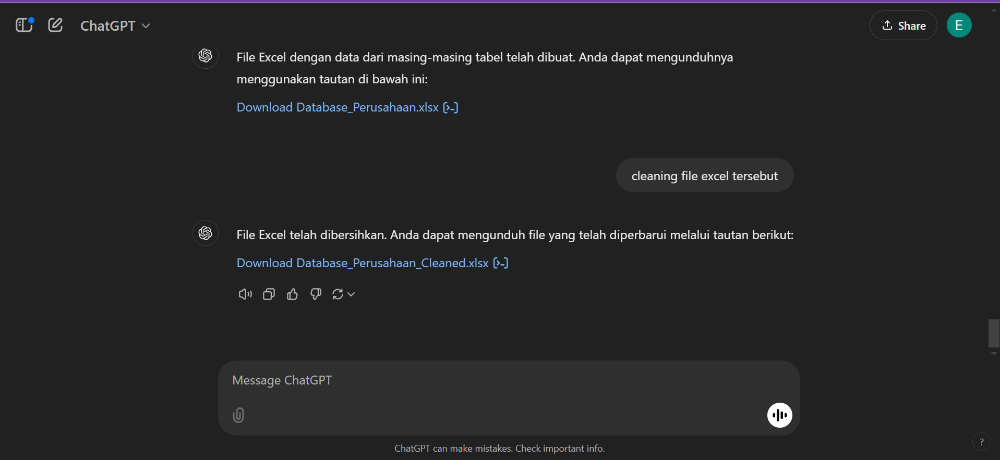 ChatGPT
Share
E
File Excel dengan data dari masing-masing tabel telah dibuat. Anda dapat mengunduhnya
menggunakan tautan di bawah ini:
Download Database_Perusahaan.xlsx [>-]
cleaning file excel tersebut
File Excel telah dibersihkan. Anda dapat mengunduh file yang telah diperbarui melalui tautan berikut:
Download Database_Perusahaan_Cleaned.xlsx [>-]
Message ChatGPT
ChatGPT can make mistakes. Check important info.
?